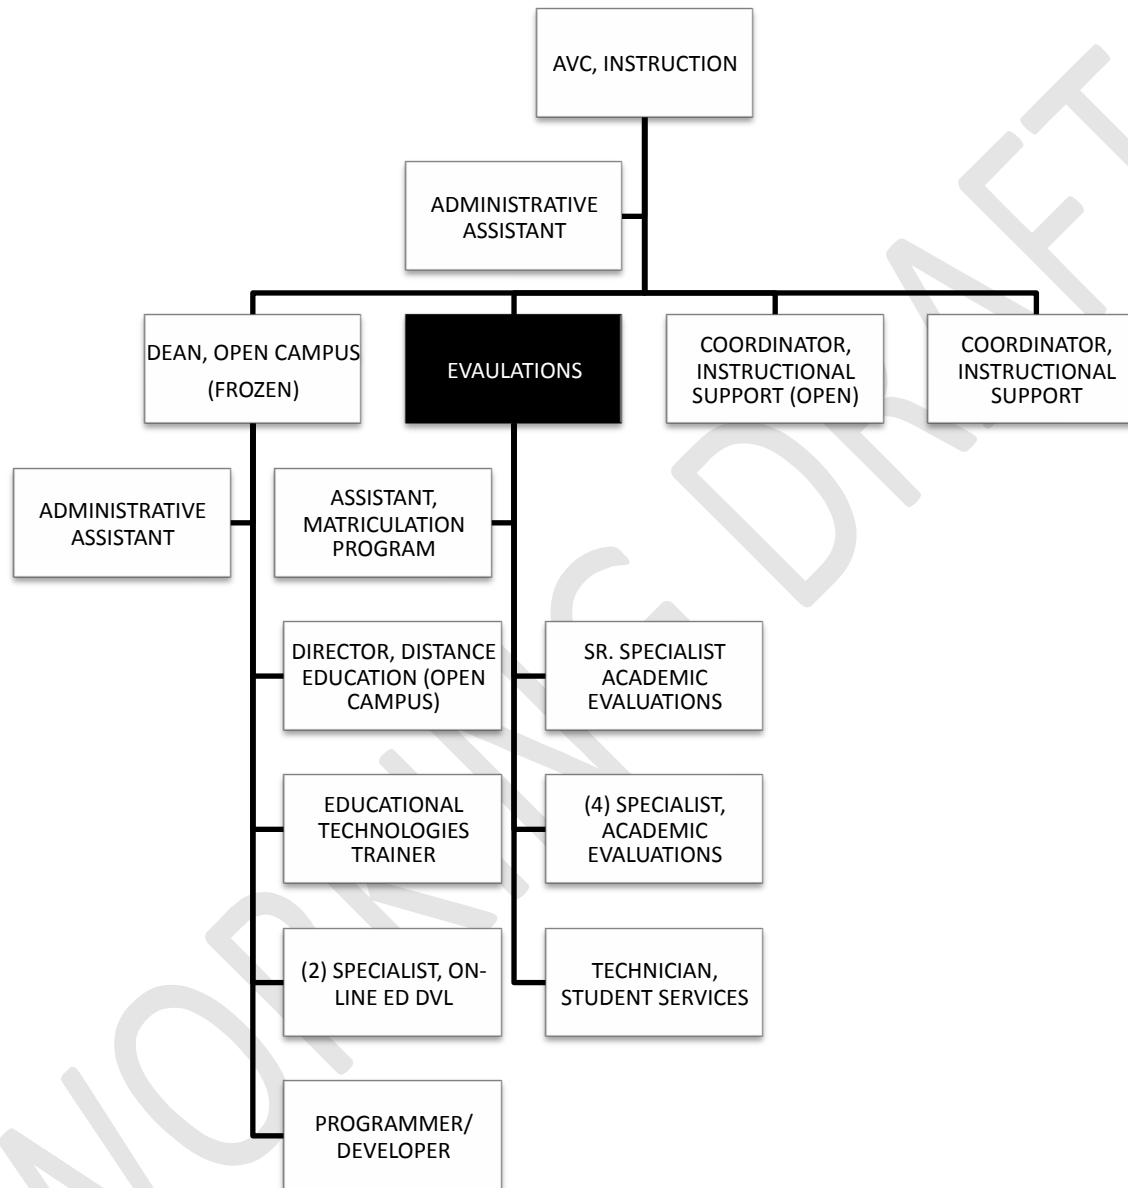 AVC, INSTRUCTION
ADMINISTRATIVE
ASSISTANT
DEAN, OPEN CAMPUS
(FROZEN)
EVAULATIONS
COORDINATOR,
INSTRUCTIONAL
SUPPORT (OPEN)
COORDINATOR,
INSTRUCTIONAL
SUPPORT
ADMINISTRATIVE
ASSISTANT
ASSISTANT,
MATRICULATION
PROGRAM
DIRECTOR, DISTANCE
EDUCATION (OPEN
CAMPUS)
SR. SPECIALIST
ACADEMIC
EVALUATIONS
EDUCATIONAL
TECHNOLOGIES
TRAINER
(4) SPECIALIST,
ACADEMIC
EVALUATIONS
(2) SPECIALIST, ON-
LINE ED DVL
TECHNICIAN,
STUDENT SERVICES
PROGRAMMER/
DEVELOPER
WORKING DRAFT